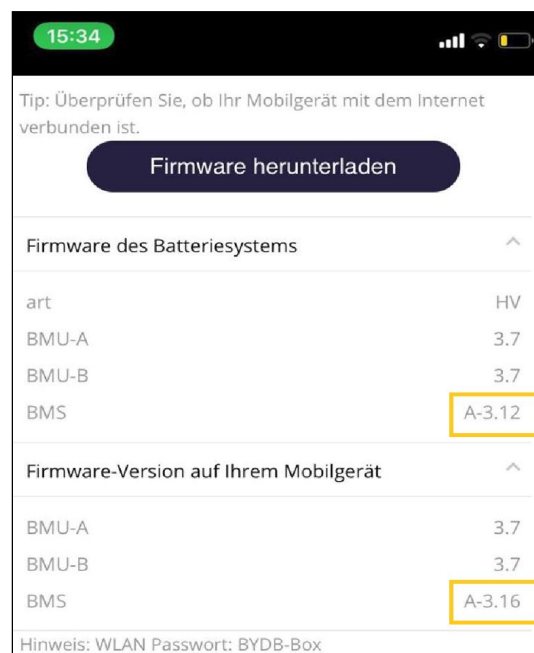 15:34
Tip: Überprüfen Sie, ob Ihr Mobilgerät mit dem Internet
verbunden ist.
Firmware herunterladen
Firmware des Batteriesystems
art HV
BMU-A 3.7
BMU-B 3.7
BMS A-3.12
Firmware-Version auf Ihrem Mobilgerät
BMU-A 3.7
BMU-B 3.7
BMS A-3.16
Hinweis: WLAN Passwort: BYDB-Box